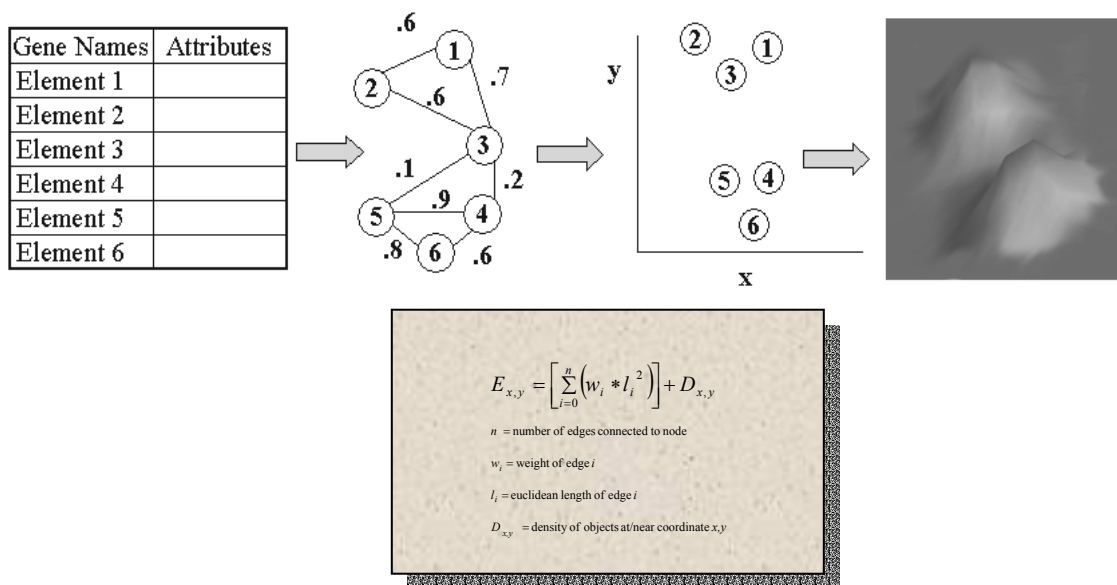 Gene Names Attributes
Element 1
Element 2
Element 3
Element 4
Element 5
Element 6
.6
1
2
.7
.6
3
.1
.2
.9
5
4
.8
6
.6
y
2
1
3
5
4
6
x
E_{x,y} = [ \sum_{i=0}^{n} ( w_i * l_i^2 ) ] + D_{x,y}
n = number of edges connected to node
w_i = weight of edge i
l_i = euclidean length of edge i
D_{x,y} = density of objects at/near coordinate x,y